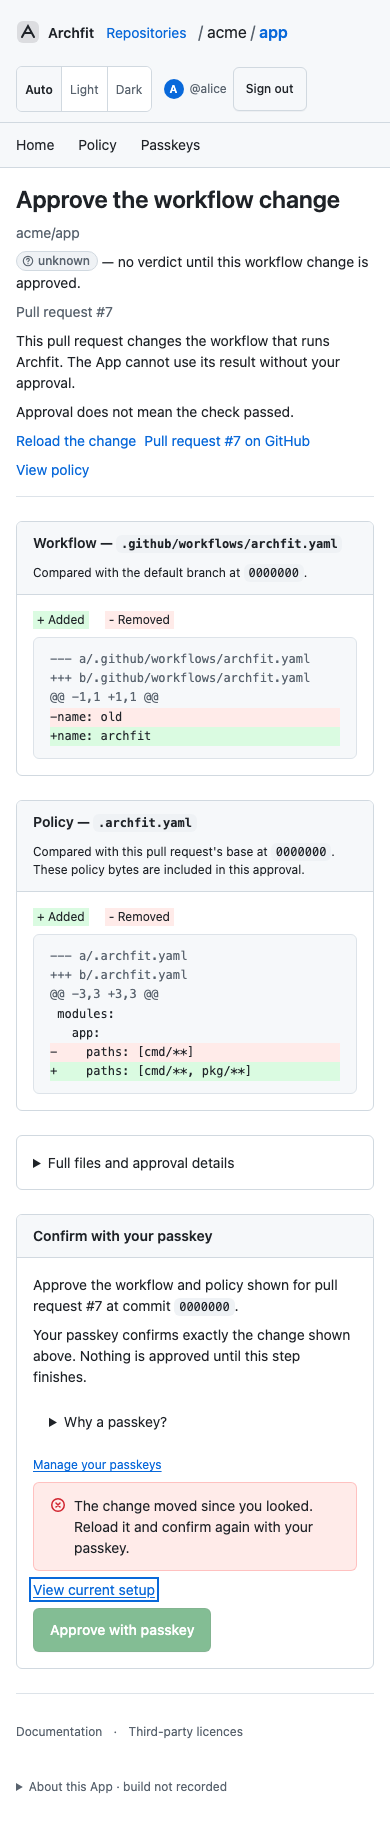 Archfit Repositories / acme / app
Auto Light Dark A @alice Sign out
Home Policy Passkeys
Approve the workflow change
acme/app
unknown — no verdict until this workflow change is
approved.
Pull request #7
This pull request changes the workflow that runs
Archfit. The App cannot use its result without your
approval.
Approval does not mean the check passed.
Reload the change Pull request #7 on GitHub
View policy
Workflow — .github/workflows/archfit.yaml
Compared with the default branch at 0000000.
+ Added - Removed
--- a/.github/workflows/archfit.yaml
+++ b/.github/workflows/archfit.yaml
@@ -1,1 +1,1 @@
-name: old
+name: archfit
Policy — .archfit.yaml
Compared with this pull request's base at 0000000.
These policy bytes are included in this approval.
+ Added - Removed
--- a/.archfit.yaml
+++ b/.archfit.yaml
@@ -3,3 +3,3 @@
modules:
app:
-    paths: [cmd/**]
+    paths: [cmd/**, pkg/**]
Full files and approval details
Confirm with your passkey
Approve the workflow and policy shown for pull
request #7 at commit 0000000.
Your passkey confirms exactly the change shown
above. Nothing is approved until this step
finishes.
Why a passkey?
Manage your passkeys
The change moved since you looked.
Reload it and confirm again with your
passkey.
View current setup
Approve with passkey
Documentation · Third-party licences
About this App · build not recorded